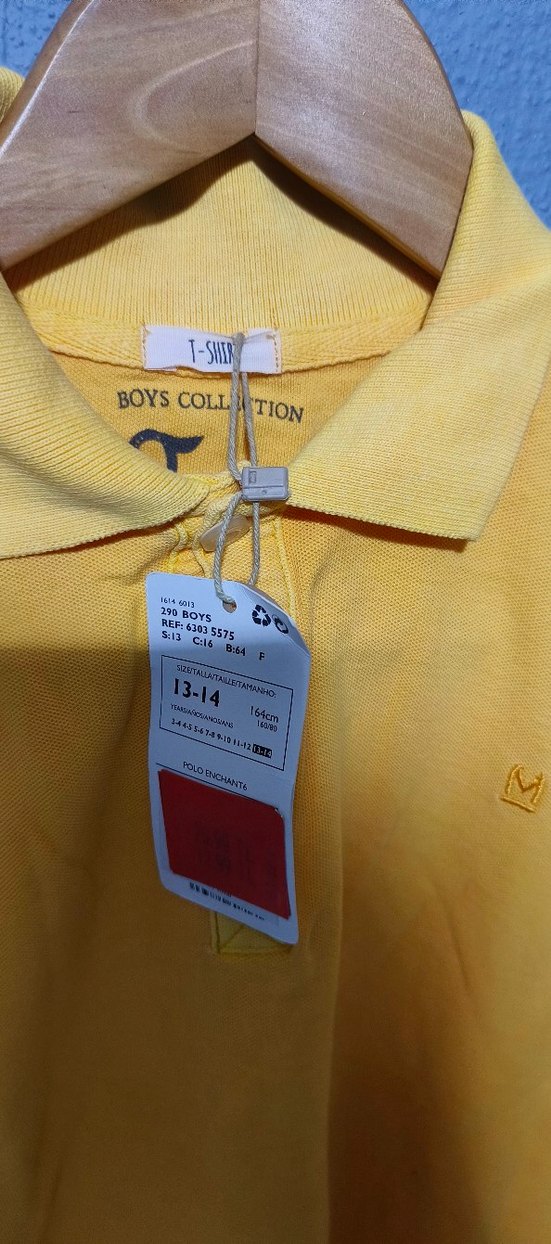 T-SHIR
BOYS COLLECTION
1614 6013
290 BOYS
REF: 6303 5575
S:13 C:16 B:64 F
SIZE/TALLA/TAILLE/TAMANHO:
13-14
164cm
YEARS/AÑOS/ANOS/ANS
160/80
3-4 4-5 5-6 7-8 9-10 11-12 13-14
POLO ENCHANT6